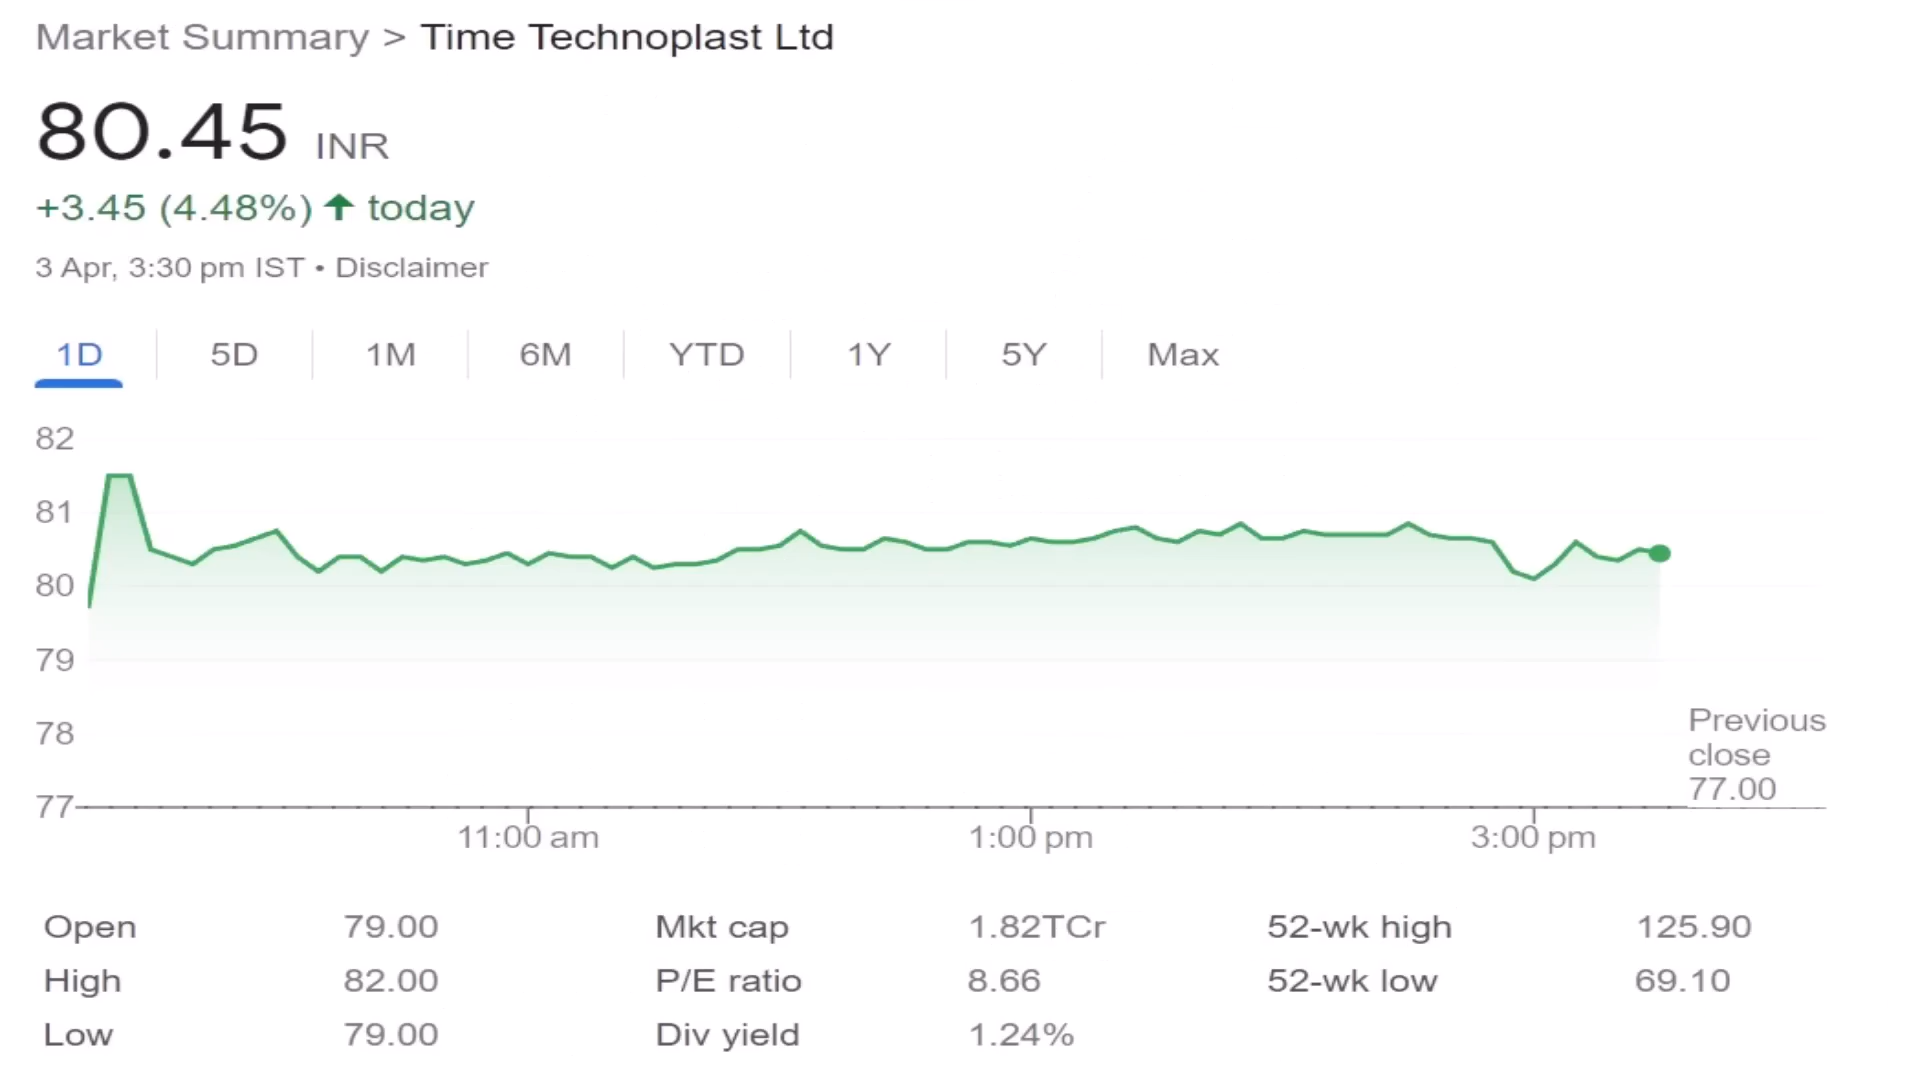 Market Summary > Time Technoplast Ltd
80.45 INR
+3.45 (4.48%) ↑ today
3 Apr, 3:30 pm IST • Disclaimer
1D 5D 1M 6M YTD 1Y 5Y Max
82
81
80
79
78
77
Previous
close
77.00
11:00 am 1:00 pm 3:00 pm
Open 79.00 Mkt cap 1.82TCr 52-wk high 125.90
High 82.00 P/E ratio 8.66 52-wk low 69.10
Low 79.00 Div yield 1.24%